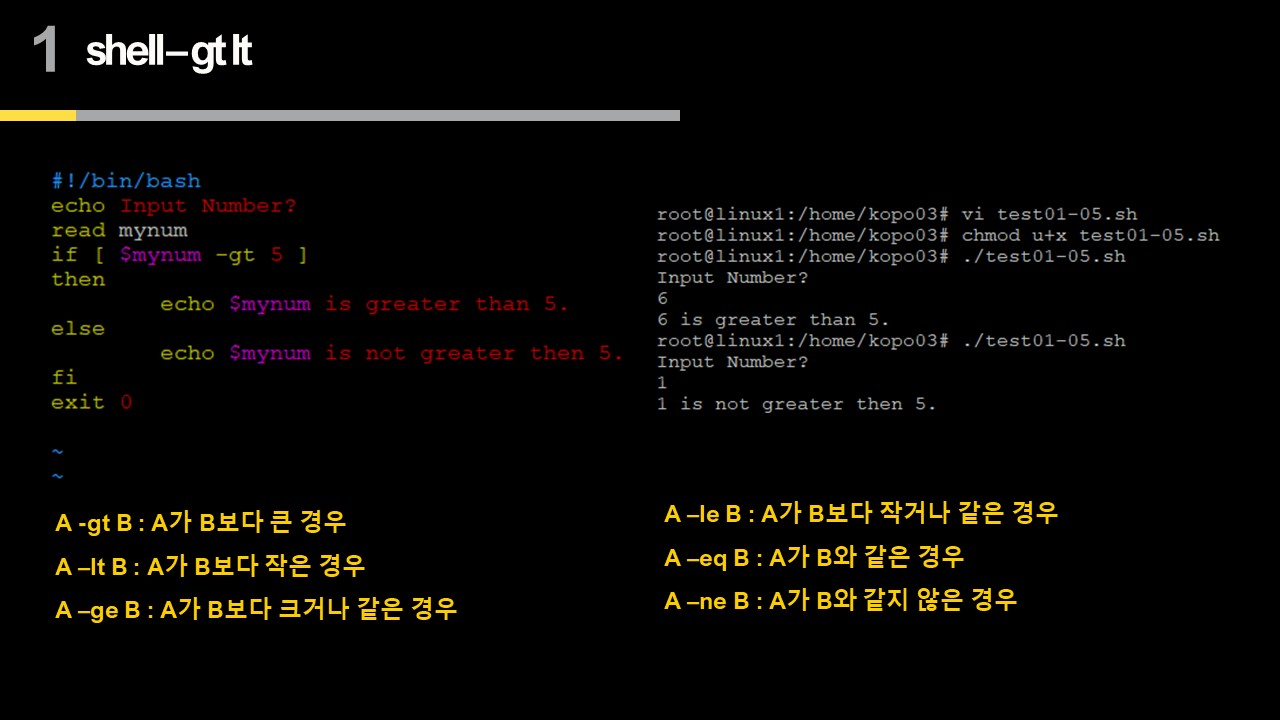 1 shell – gt lt
#!/bin/bash
echo Input Number?
read mynum
if [ $mynum -gt 5 ]
then
echo $mynum is greater than 5.
else
echo $mynum is not greater then 5.
fi
exit 0
~
~
root@linux1:/home/kopo03# vi test01-05.sh
root@linux1:/home/kopo03# chmod u+x test01-05.sh
root@linux1:/home/kopo03# ./test01-05.sh
Input Number?
6
6 is greater than 5.
root@linux1:/home/kopo03# ./test01-05.sh
Input Number?
1
1 is not greater then 5.
A -gt B : A가 B보다 큰 경우
A –lt B : A가 B보다 작은 경우
A –ge B : A가 B보다 크거나 같은 경우
A –le B : A가 B보다 작거나 같은 경우
A –eq B : A가 B와 같은 경우
A –ne B : A가 B와 같지 않은 경우